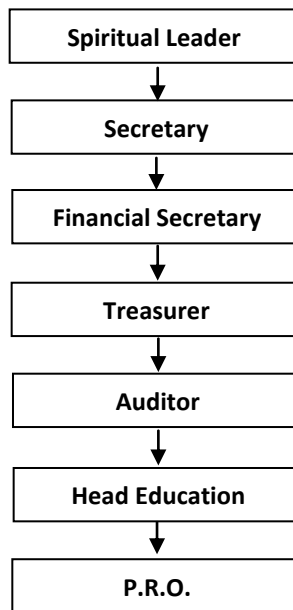 Spiritual Leader
Secretary
Financial Secretary
Treasurer
Auditor
Head Education
P.R.O.